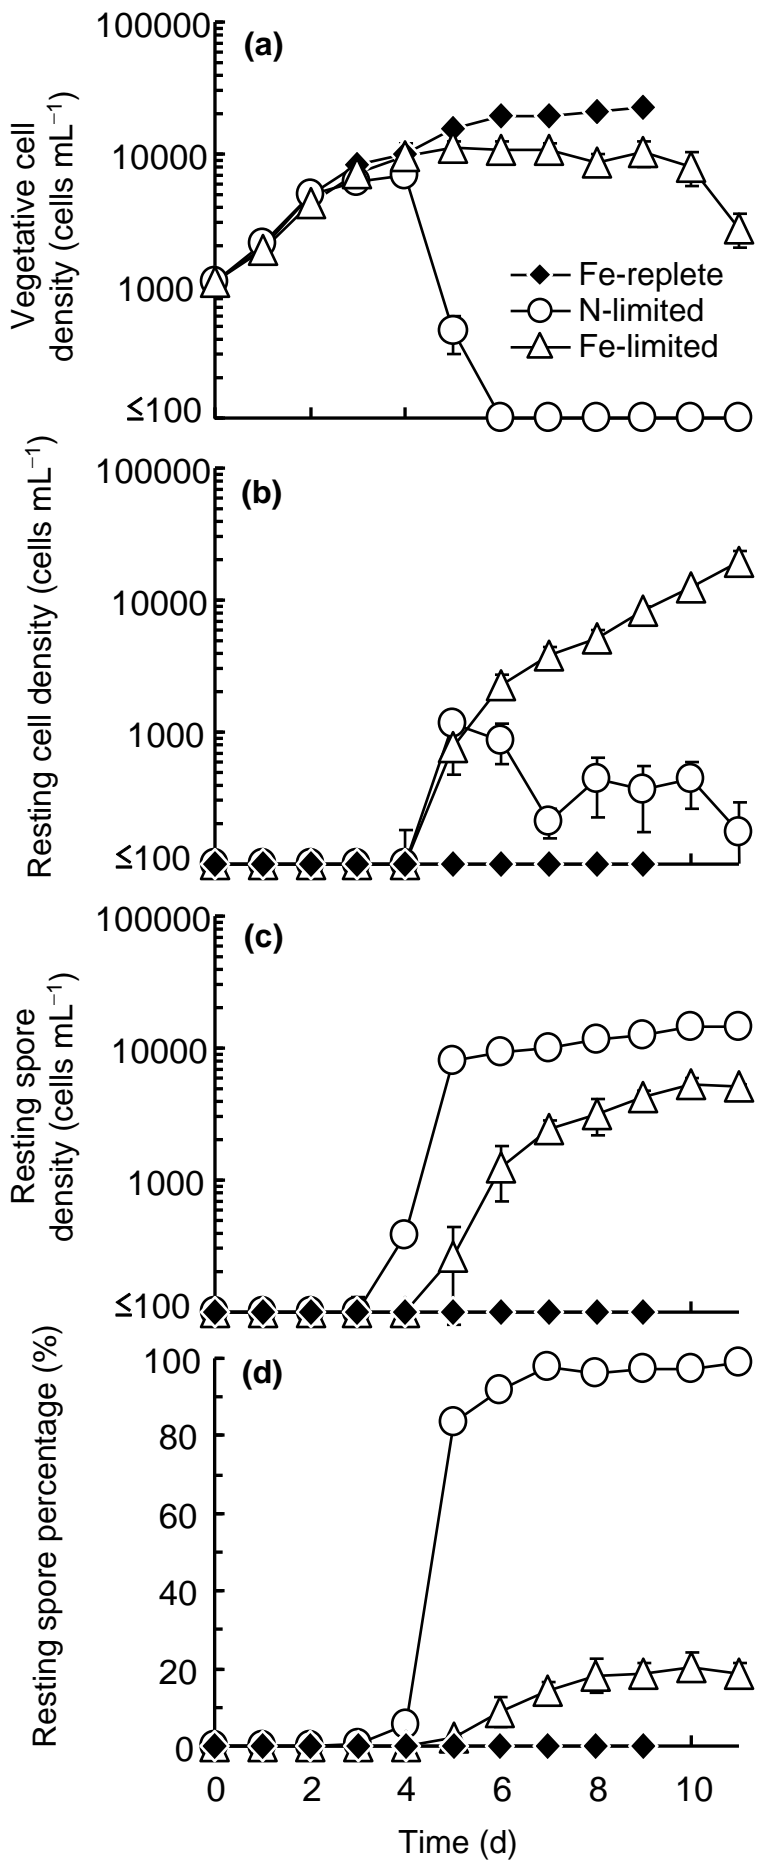 100000
(a)
Vegetative cell
density (cells mL−1)
10000
1000
≤100
Fe-replete
N-limited
Fe-limited
100000
(b)
Resting cell density (cells mL−1)
10000
1000
≤100
100000
(c)
Resting spore
density (cells mL−1)
10000
1000
≤100
100
(d)
Resting spore percentage (%)
80
60
40
20
0
0 2 4 6 8 10
Time (d)